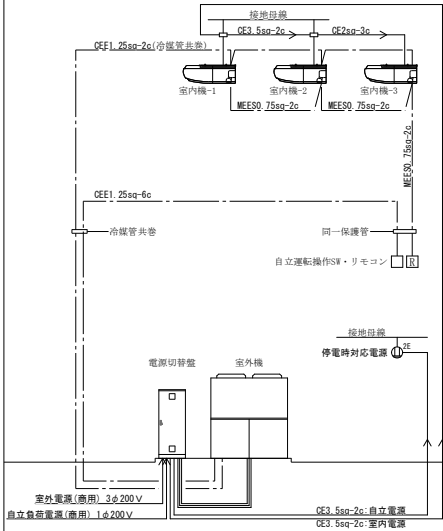 接地母線
CE3.5sq-2c
CE2sq-3c
CEE1.25sq-2c(冷媒管共巻)
室内機-1
室内機-2
室内機-3
MEES0.75sq-2c
MEES0.75sq-2c
MEES0.75sq-2c
CEE1.25sq-6c
冷媒管共巻
同一保護管
自立運転操作SW・リモコン
R
接地母線
停電時対応電源
2E
電源切替盤
室外機
室外電源(商用) 3φ200V
自立負荷電源(商用) 1φ200V
CE3.5sq-2c:自立電源
CE3.5sq-2c:室内電源